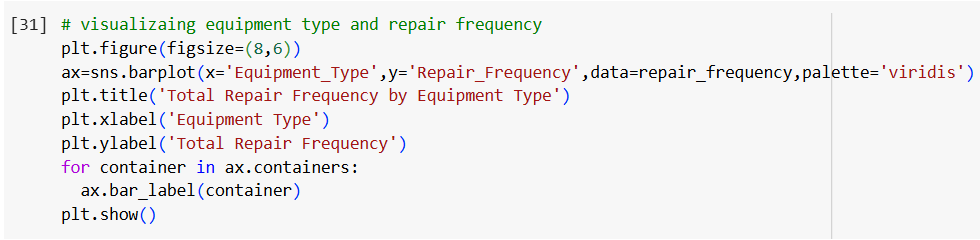 [31] # visualizaing equipment type and repair frequency
plt.figure(figsize=(8,6))
ax=sns.barplot(x='Equipment_Type',y='Repair_Frequency',data=repair_frequency,palette='viridis')
plt.title('Total Repair Frequency by Equipment Type')
plt.xlabel('Equipment Type')
plt.ylabel('Total Repair Frequency')
for container in ax.containers:
  ax.bar_label(container)
plt.show()